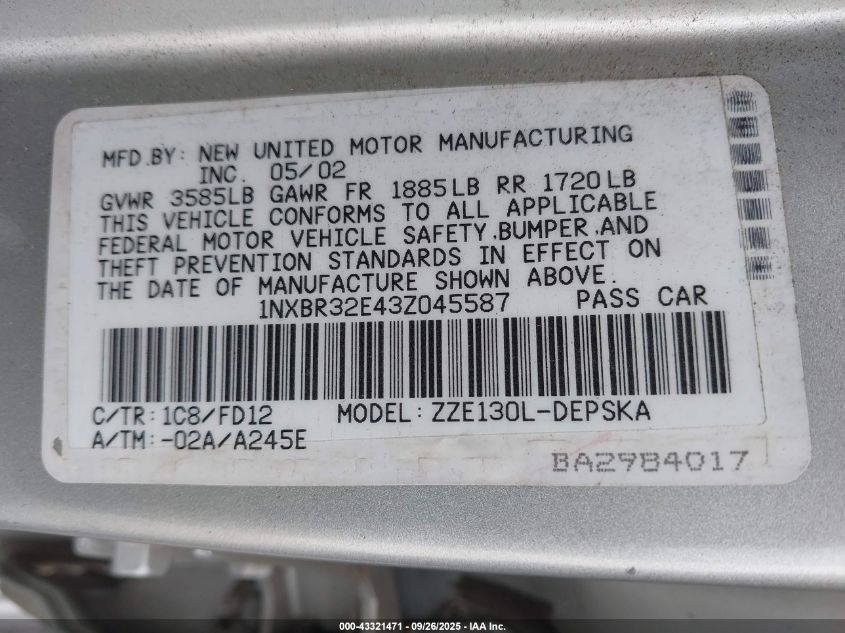 MFD.BY: NEW UNITED MOTOR MANUFACTURING
INC. 05/02
GVWR 3585LB GAWR FR 1885LB RR 1720LB
THIS VEHICLE CONFORMS TO ALL APPLICABLE
FEDERAL MOTOR VEHICLE SAFETY,BUMPER,AND
THEFT PREVENTION STANDARDS IN EFFECT ON
THE DATE OF MANUFACTURE SHOWN ABOVE.
1NXBR32E43Z045587 PASS CAR
C/TR:1C8/FD12 MODEL:ZZE130L-DEPSKA
A/TM:-02A/A245E
BA2984017
000-43321471 - 09/26/2025 - IAA Inc.